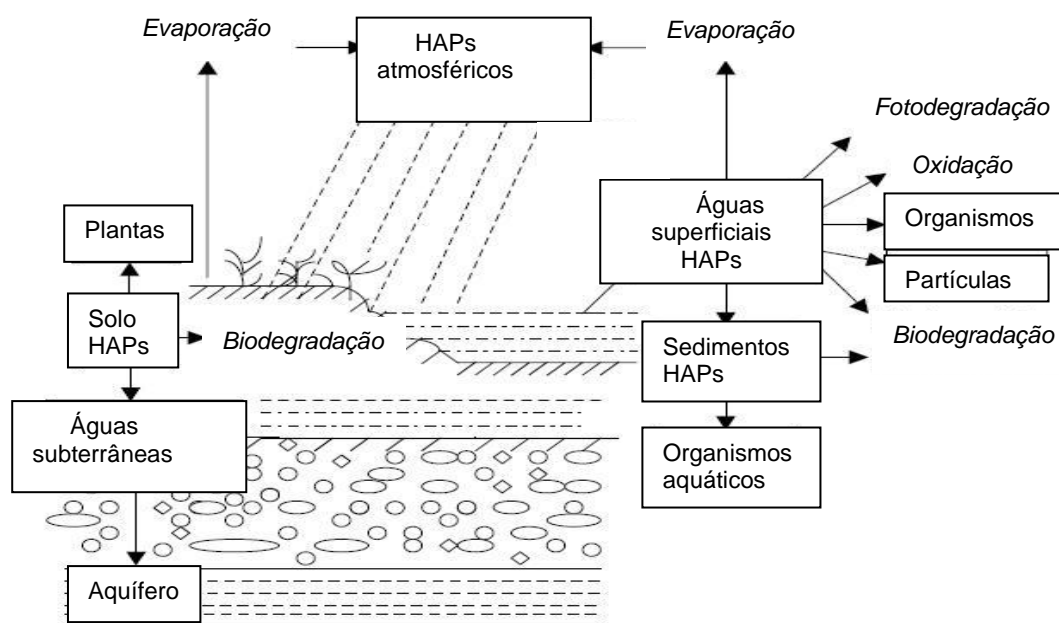 Evaporação
HAPs
atmosféricos
Evaporação
Fotodegradação
Oxidação
Organismos
Partículas
Biodegradação
Águas
superficiais
HAPs
Plantas
Solo
HAPs
Biodegradação
Sedimentos
HAPs
Águas
subterrâneas
Organismos
aquáticos
Aquífero